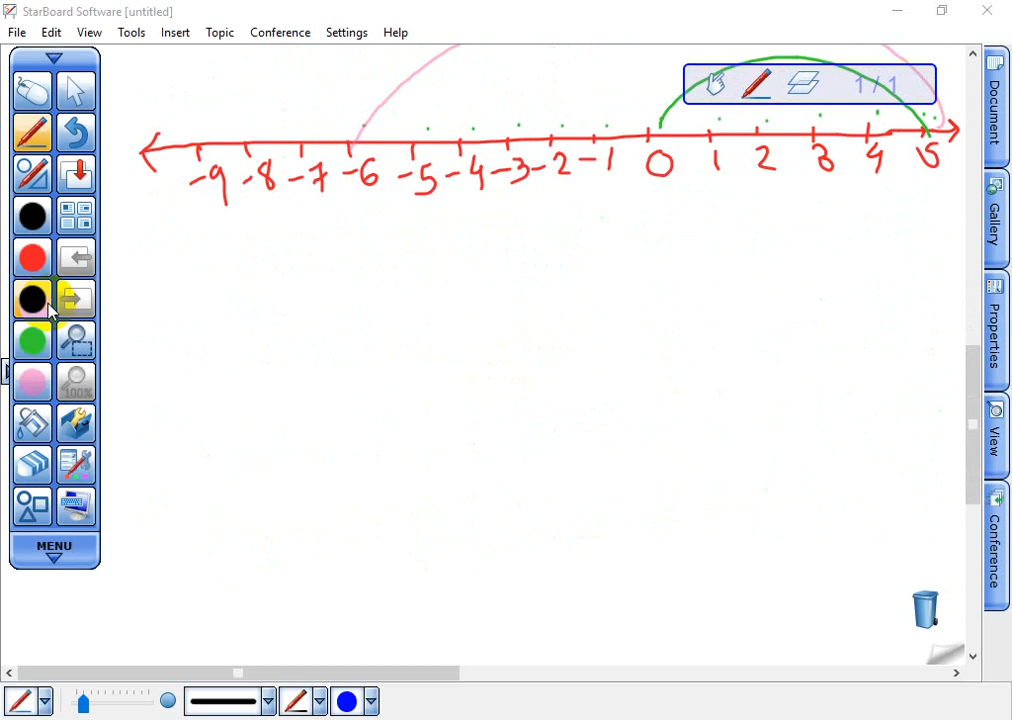 StarBoard Software [untitled]
File Edit View Tools Insert Topic Conference Settings Help
1 / 1
-9 -8 -7 -6 -5 -4 -3 -2 -1 0 1 2 3 4 5
100%
MENU
Document
Gallery
Properties
View
Conference